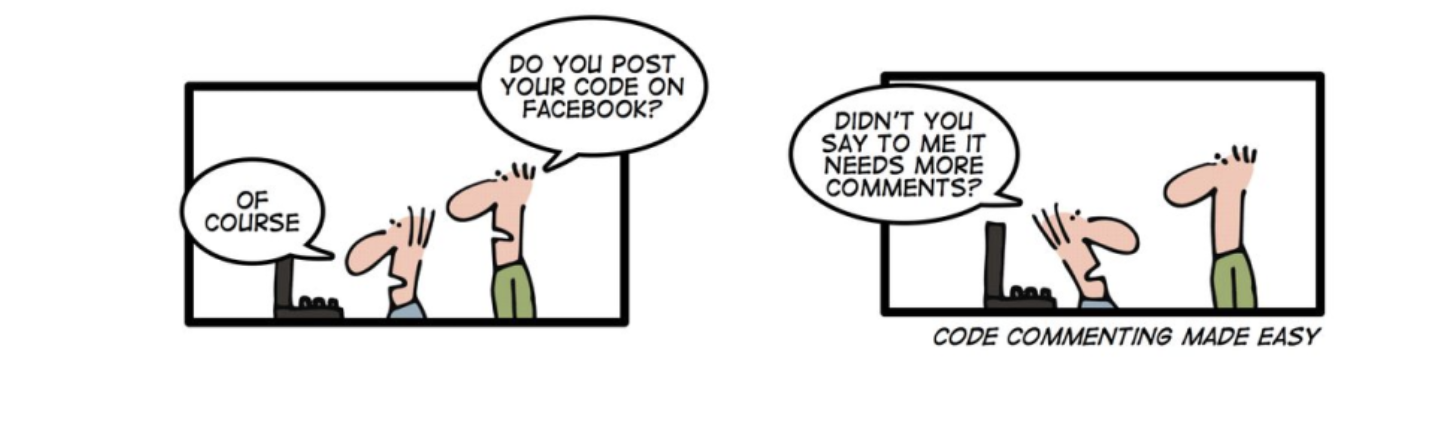 DO YOU POST
YOUR CODE ON
FACEBOOK?
OF
COURSE
DIDN'T YOU
SAY TO ME IT
NEEDS MORE
COMMENTS?
CODE COMMENTING MADE EASY